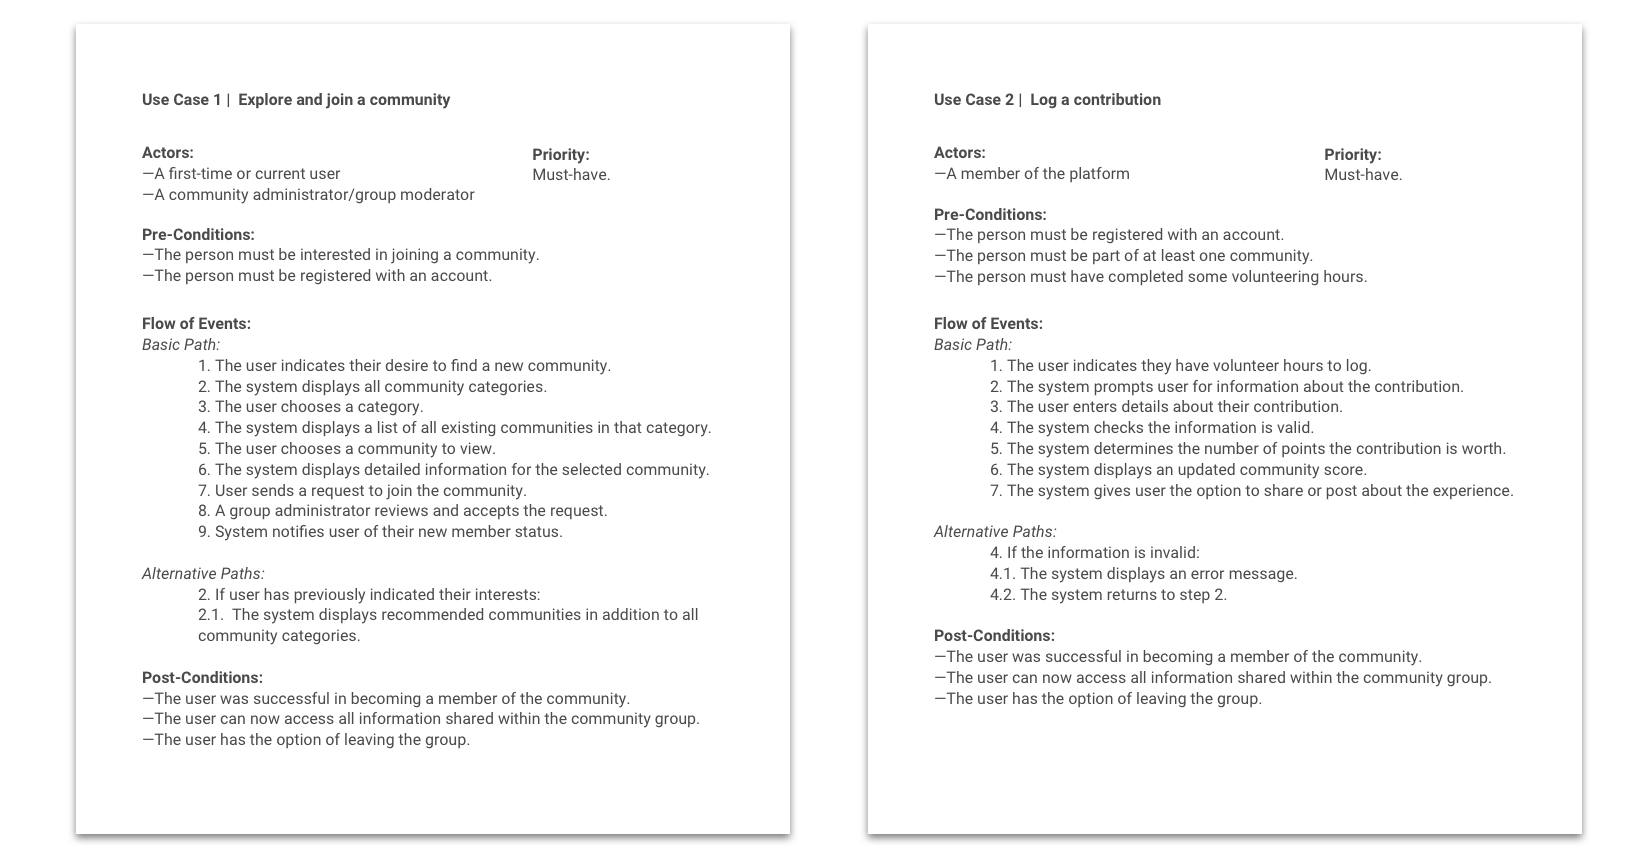 Use Case 1 |  Explore and join a community
Actors:
—A first-time or current user
—A community administrator/group moderator
Priority:
Must-have.
Pre-Conditions:
—The person must be interested in joining a community.
—The person must be registered with an account.
Flow of Events:
Basic Path:
1. The user indicates their desire to find a new community.
2. The system displays all community categories.
3. The user chooses a category.
4. The system displays a list of all existing communities in that category.
5. The user chooses a community to view.
6. The system displays detailed information for the selected community.
7. User sends a request to join the community.
8. A group administrator reviews and accepts the request.
9. System notifies user of their new member status.
Alternative Paths:
2. If user has previously indicated their interests:
2.1.  The system displays recommended communities in addition to all
community categories.
Post-Conditions:
—The user was successful in becoming a member of the community.
—The user can now access all information shared within the community group.
—The user has the option of leaving the group.
Use Case 2 |  Log a contribution
Actors:
—A member of the platform
Priority:
Must-have.
Pre-Conditions:
—The person must be registered with an account.
—The person must be part of at least one community.
—The person must have completed some volunteering hours.
Flow of Events:
Basic Path:
1. The user indicates they have volunteer hours to log.
2. The system prompts user for information about the contribution.
3. The user enters details about their contribution.
4. The system checks the information is valid.
5. The system determines the number of points the contribution is worth.
6. The system displays an updated community score.
7. The system gives user the option to share or post about the experience.
Alternative Paths:
4. If the information is invalid:
4.1. The system displays an error message.
4.2. The system returns to step 2.
Post-Conditions:
—The user was successful in becoming a member of the community.
—The user can now access all information shared within the community group.
—The user has the option of leaving the group.